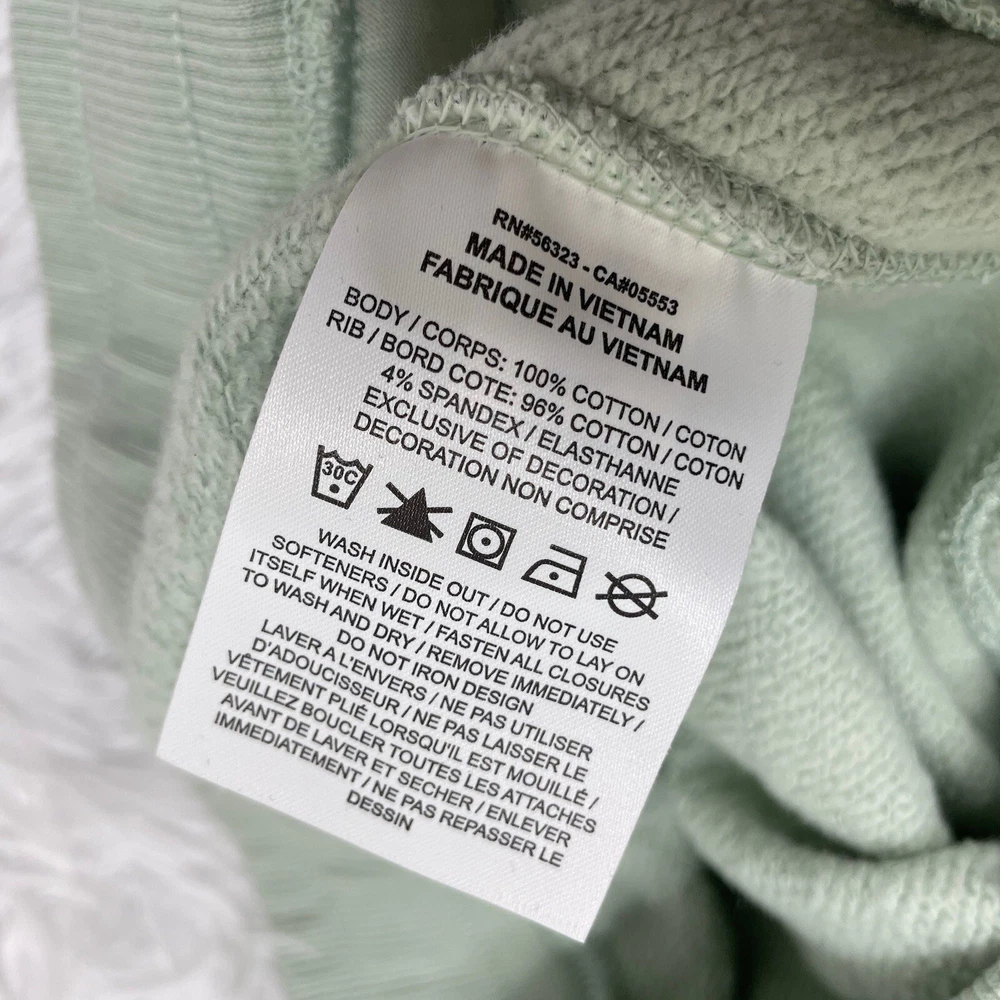 RN#56323 - CA#05553
MADE IN VIETNAM
FABRIQUE AU VIETNAM
BODY / CORPS: 100% COTTON / COTON
RIB / BORD COTE: 96% COTTON / COTON
4% SPANDEX / ELASTHANNE
EXCLUSIVE OF DECORATION /
DECORATION NON COMPRISE
30C
WASH INSIDE OUT / DO NOT USE
SOFTENERS / DO NOT ALLOW TO LAY ON
ITSELF WHEN WET / FASTEN ALL CLOSURES
TO WASH AND DRY / REMOVE IMMEDIATELY /
DO NOT IRON DESIGN
LAVER A L'ENVERS / NE PAS UTILISER
D'ADOUCISSEUR / NE PAS LAISSER LE
VÊTEMENT PLIÉ LORSQU'IL EST MOUILLÉ /
VEUILLEZ BOUCLER TOUTES LES ATTACHES
AVANT DE LAVER ET SECHER / ENLEVER
IMMEDIATEMENT / NE PAS REPASSER LE
DESSIN